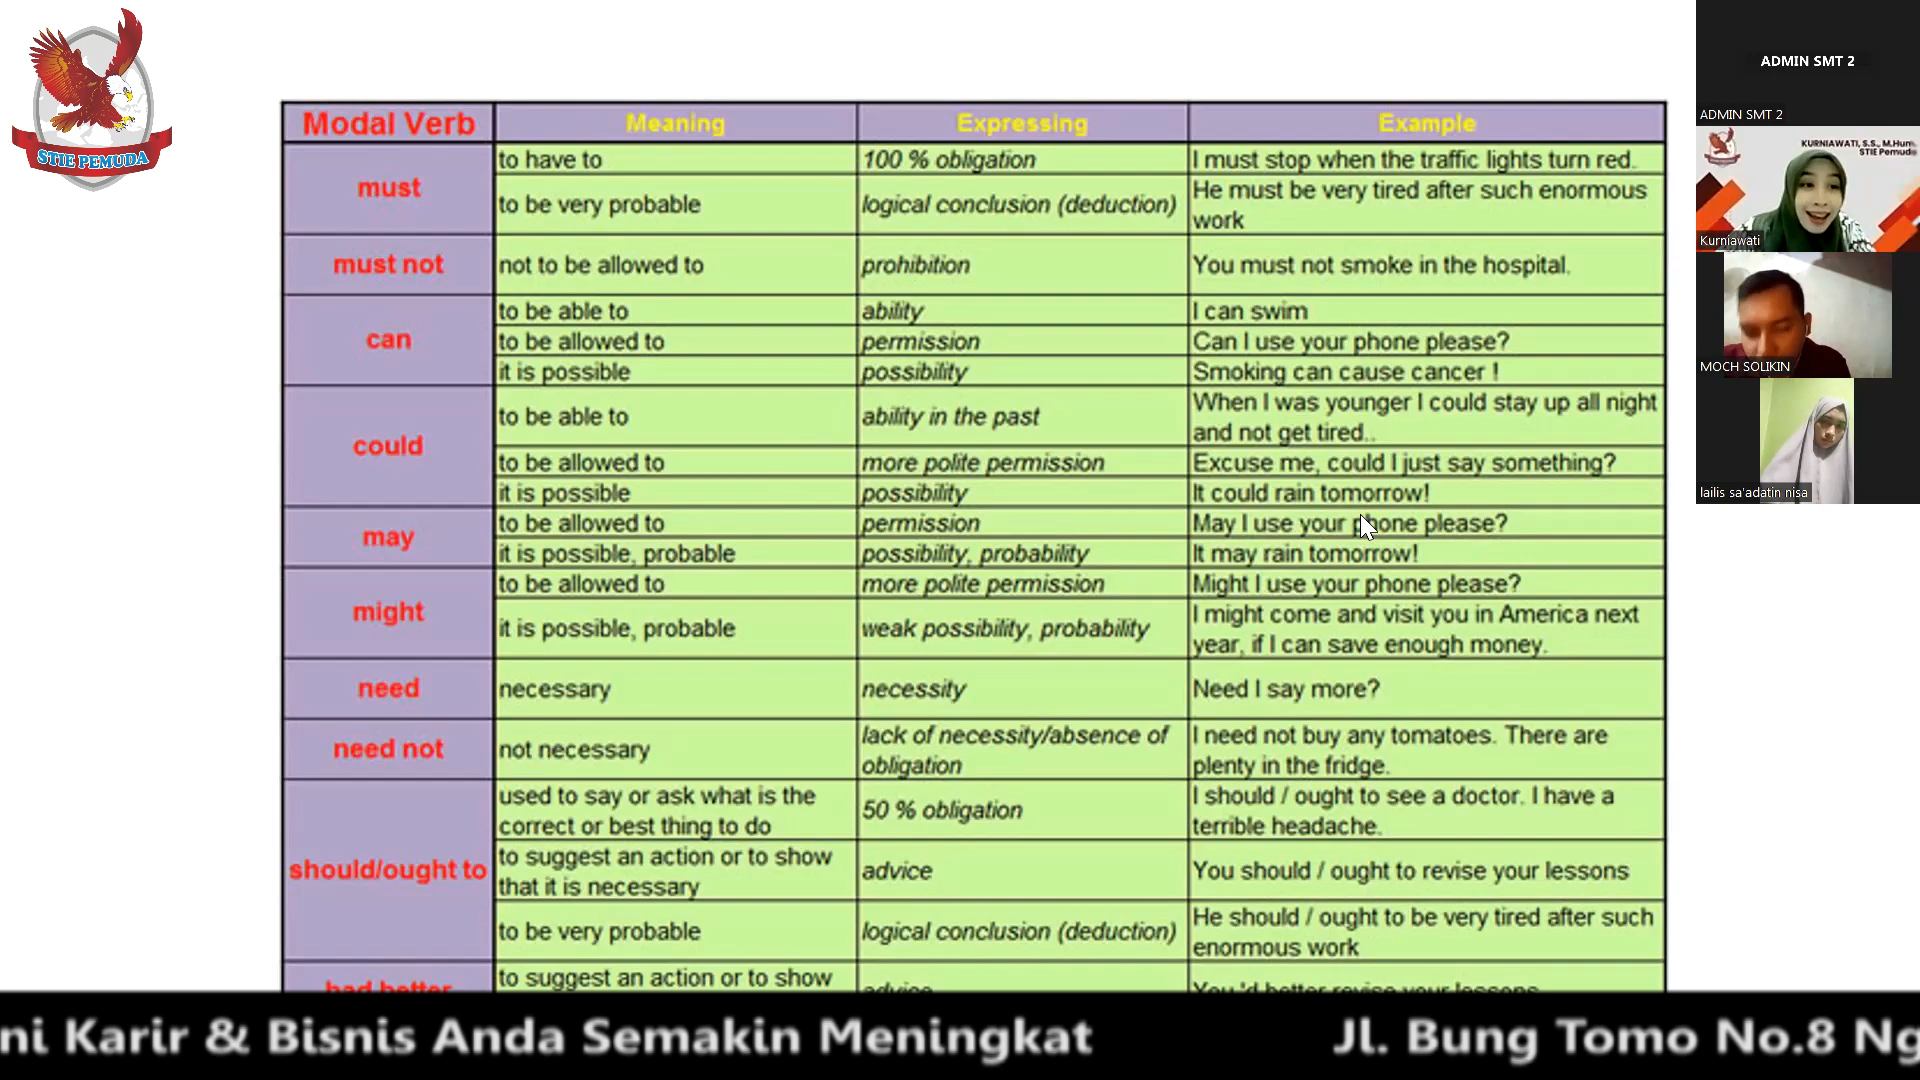 STIE PEMUDA
Modal Verb Meaning Expressing Example
must
to have to 100 % obligation I must stop when the traffic lights turn red.
to be very probable logical conclusion (deduction) He must be very tired after such enormous
work
must not not to be allowed to prohibition You must not smoke in the hospital.
can
to be able to ability I can swim
to be allowed to permission Can I use your phone please?
it is possible possibility Smoking can cause cancer !
could
to be able to ability in the past When I was younger I could stay up all night
and not get tired..
to be allowed to more polite permission Excuse me, could I just say something?
it is possible possibility It could rain tomorrow!
may
to be allowed to permission May I use your phone please?
it is possible, probable possibility, probability It may rain tomorrow!
might
to be allowed to more polite permission Might I use your phone please?
it is possible, probable weak possibility, probability I might come and visit you in America next
year, if I can save enough money.
need necessary necessity Need I say more?
need not not necessary lack of necessity/absence of
obligation
I need not buy any tomatoes. There are
plenty in the fridge.
should/ought to
used to say or ask what is the
correct or best thing to do
50 % obligation
I should / ought to see a doctor. I have a
terrible headache.
to suggest an action or to show
that it is necessary
advice
You should / ought to revise your lessons
to be very probable logical conclusion (deduction) He should / ought to be very tired after such
enormous work
had better
to suggest an action or to show
advice
You 'd better revise your lessons
ADMIN SMT 2
ADMIN SMT 2
KURNIAWATI, S.S., M.Hum.
STIE Pemuda
Kurniawati
MOCH SOLIKIN
lailis sa'adatin nisa
ni Karir & Bisnis Anda Semakin Meningkat
Jl. Bung Tomo No.8 Ng